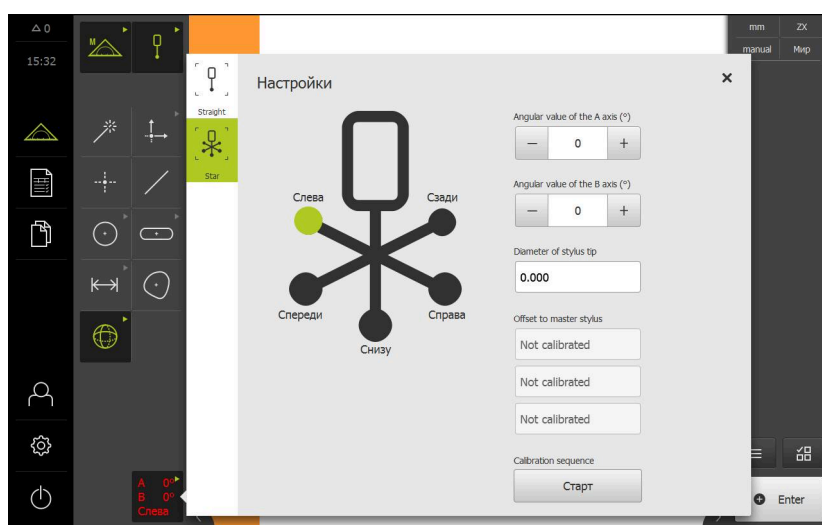 △ 0
15:32
M
mm
ZX
manual
Мир
Straight
Star
Настройки
Слева
Сзади
Спереди
Справа
Снизу
Angular value of the A axis (°)
− 0 +
Angular value of the B axis (°)
− 0 +
Diameter of stylus tip
0.000
Offset to master stylus
Not calibrated
Not calibrated
Not calibrated
Calibration sequence
Старт
A 0°
B 0°
Слева
Enter